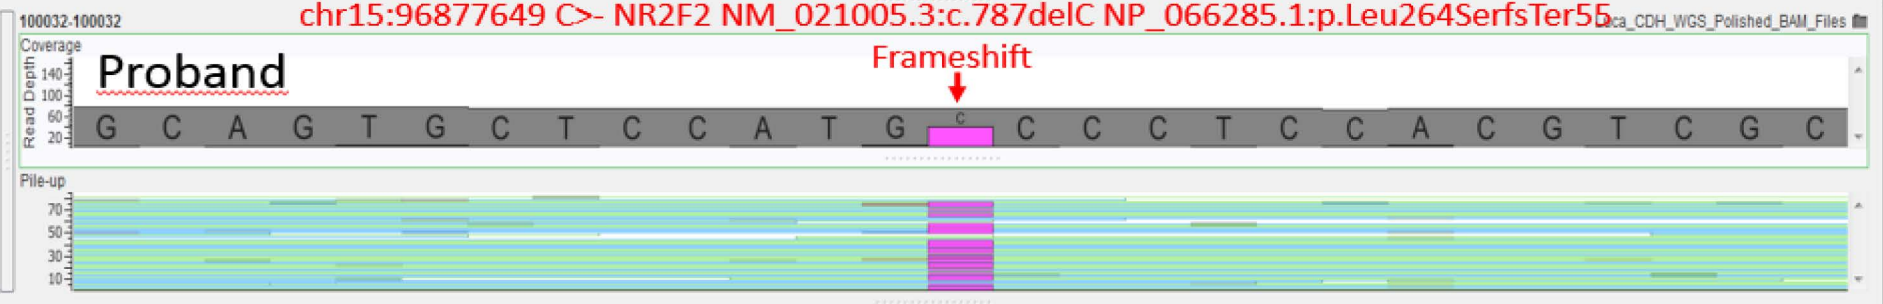 chr15:96877649 C>- NR2F2 NM_021005.3:c.787delC NP_066285.1:p.Leu264SerfsTer55
100032-100032
_CDH_WGS_Polished_BAM_Files
Coverage
Frameshift
Proband
Read Depth
140
100
60
20
G C A G T G C T C C A T G C C C C T C C A C G T C G C
Pile-up
70
50
30
10